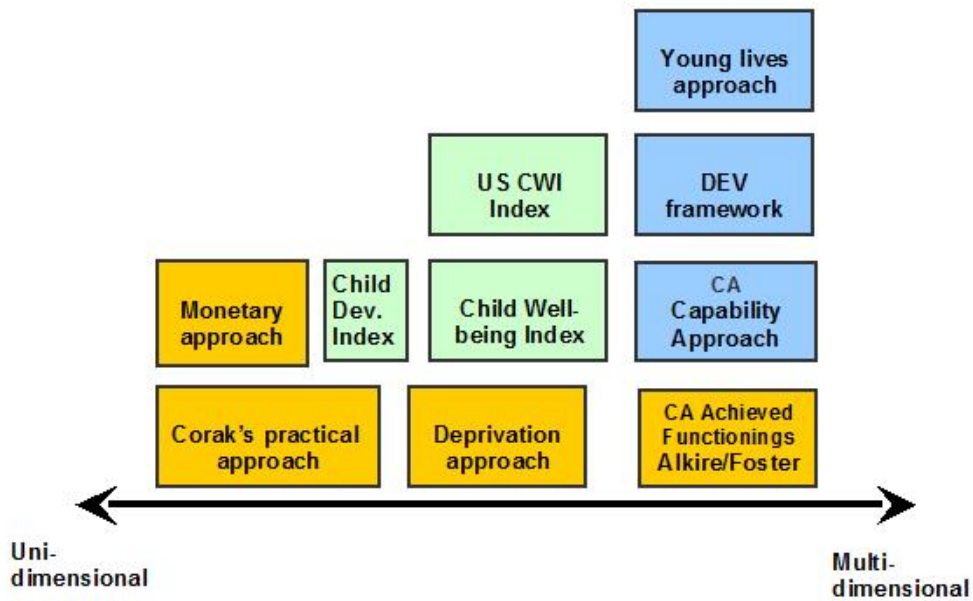 Young lives
approach
US CWI
Index
DEV
framework
Monetary
approach
Child
Dev.
Index
Child Well-
being Index
CA
Capability
Approach
Corak's practical
approach
Deprivation
approach
CA Achieved
Functionings
Alkire/Foster
Uni-
dimensional
Multi-
dimensional